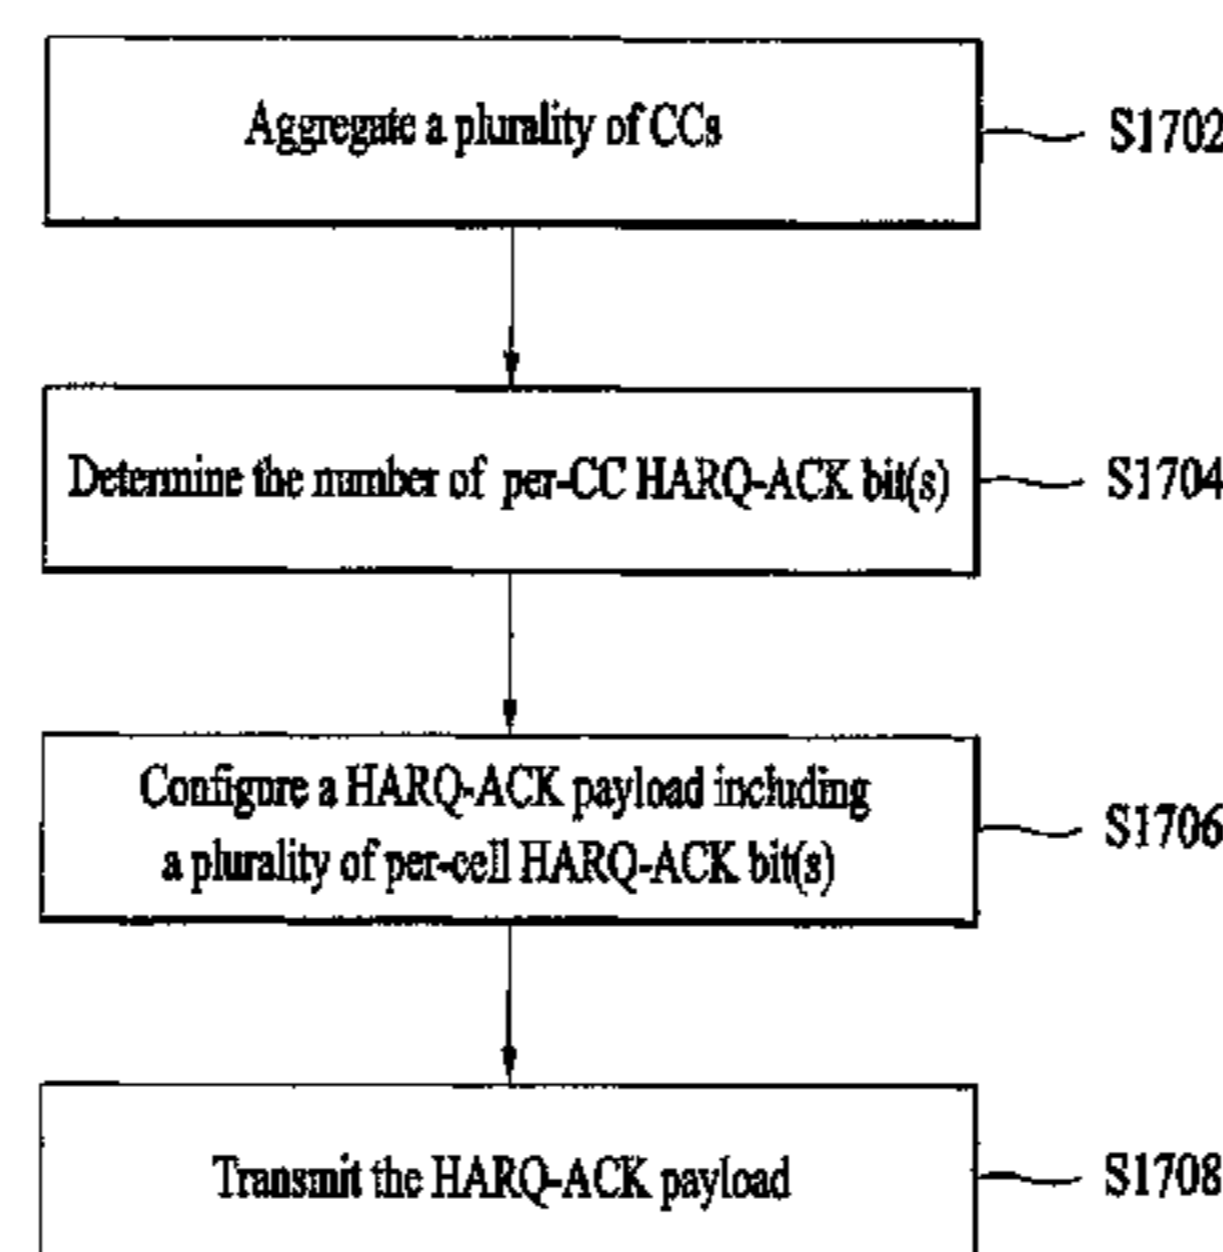 Aggregate a plurality of CCs
S1702
Determine the number of per-CC HARQ-ACK bit(s)
S1704
Configure a HARQ-ACK payload including
a plurality of per-cell HARQ-ACK bit(s)
S1706
Transmit the HARQ-ACK payload
S1708